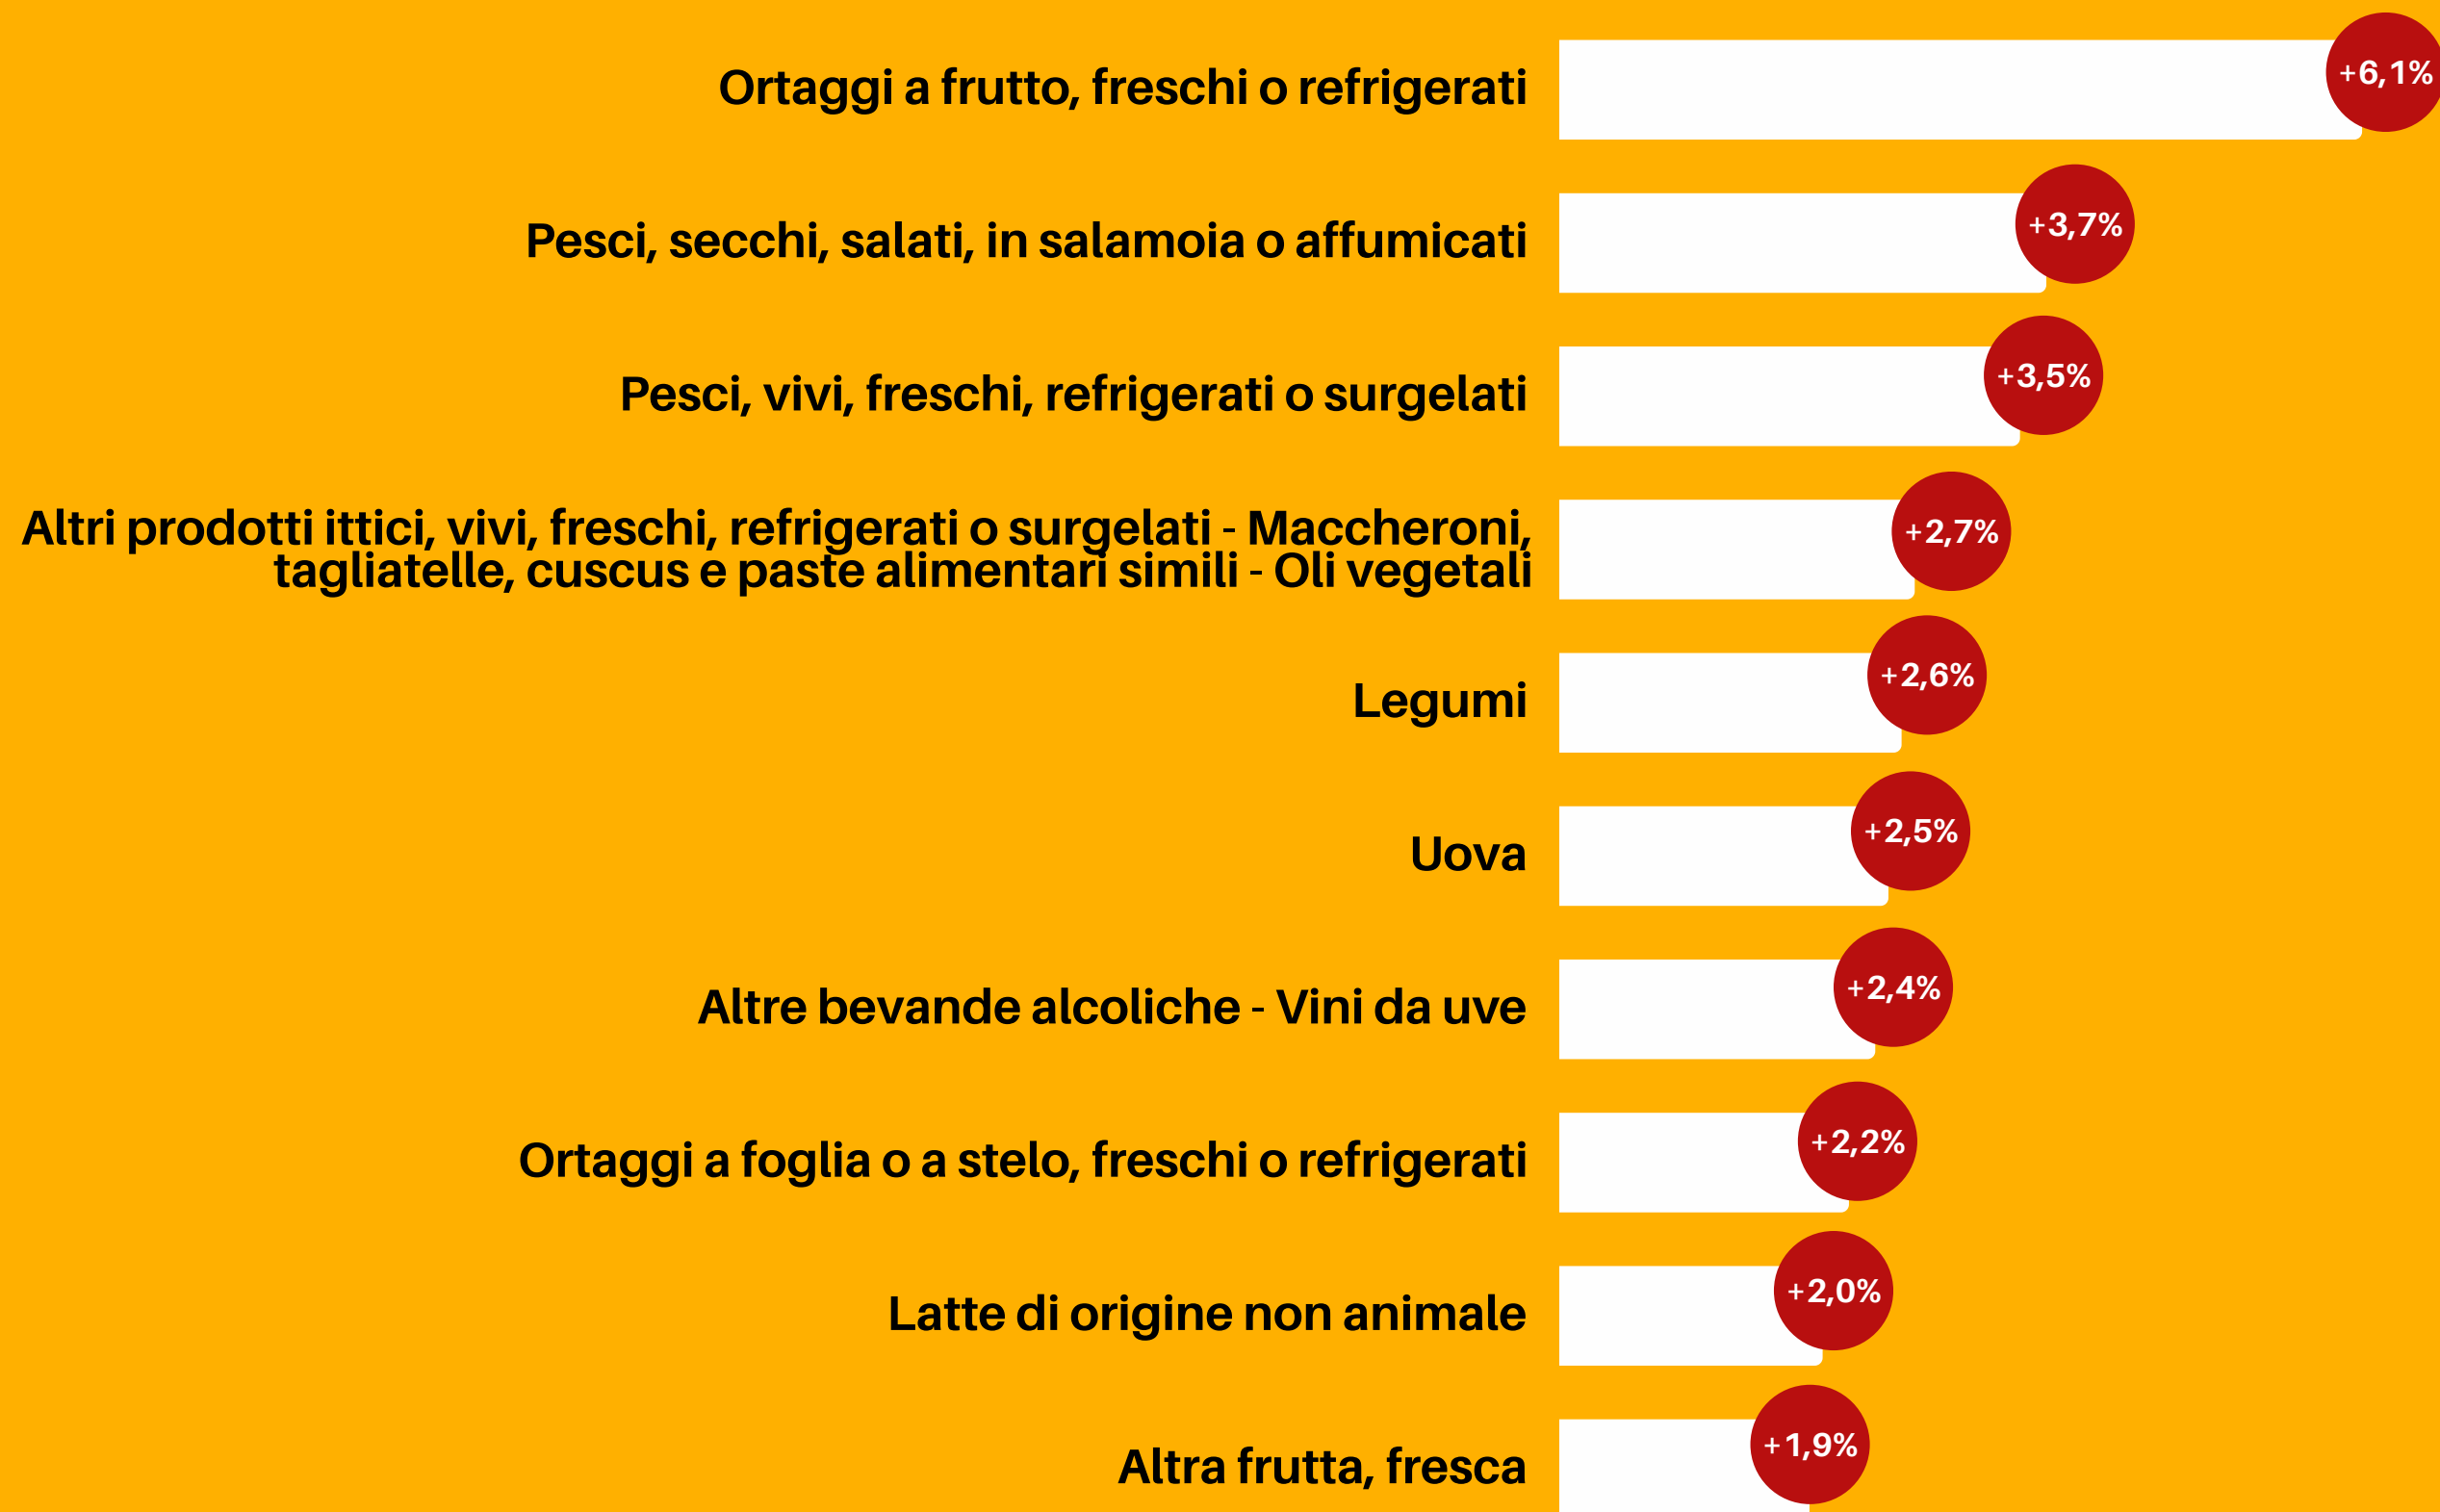 Ortaggi a frutto, freschi o refrigerati
+6,1%
Pesci, secchi, salati, in salamoia o affumicati
+3,7%
Pesci, vivi, freschi, refrigerati o surgelati
+3,5%
Altri prodotti ittici, vivi, freschi, refrigerati o surgelati - Maccheroni,
tagliatelle, cuscus e paste alimentari simili - Oli vegetali
+2,7%
Legumi
+2,6%
Uova
+2,5%
Altre bevande alcoliche - Vini da uve
+2,4%
Ortaggi a foglia o a stelo, freschi o refrigerati
+2,2%
Latte di origine non animale
+2,0%
Altra frutta, fresca
+1,9%